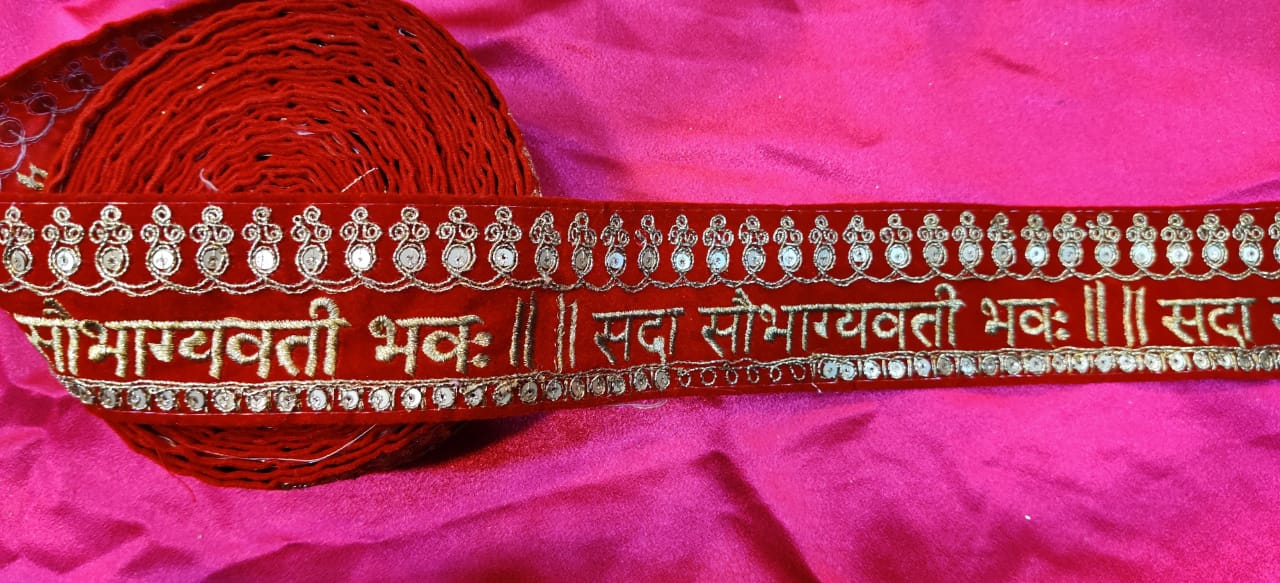 सौभाग्यवती भवः ॥ ॥ सदा सौभाग्यवती भवः ॥ ॥ सदा